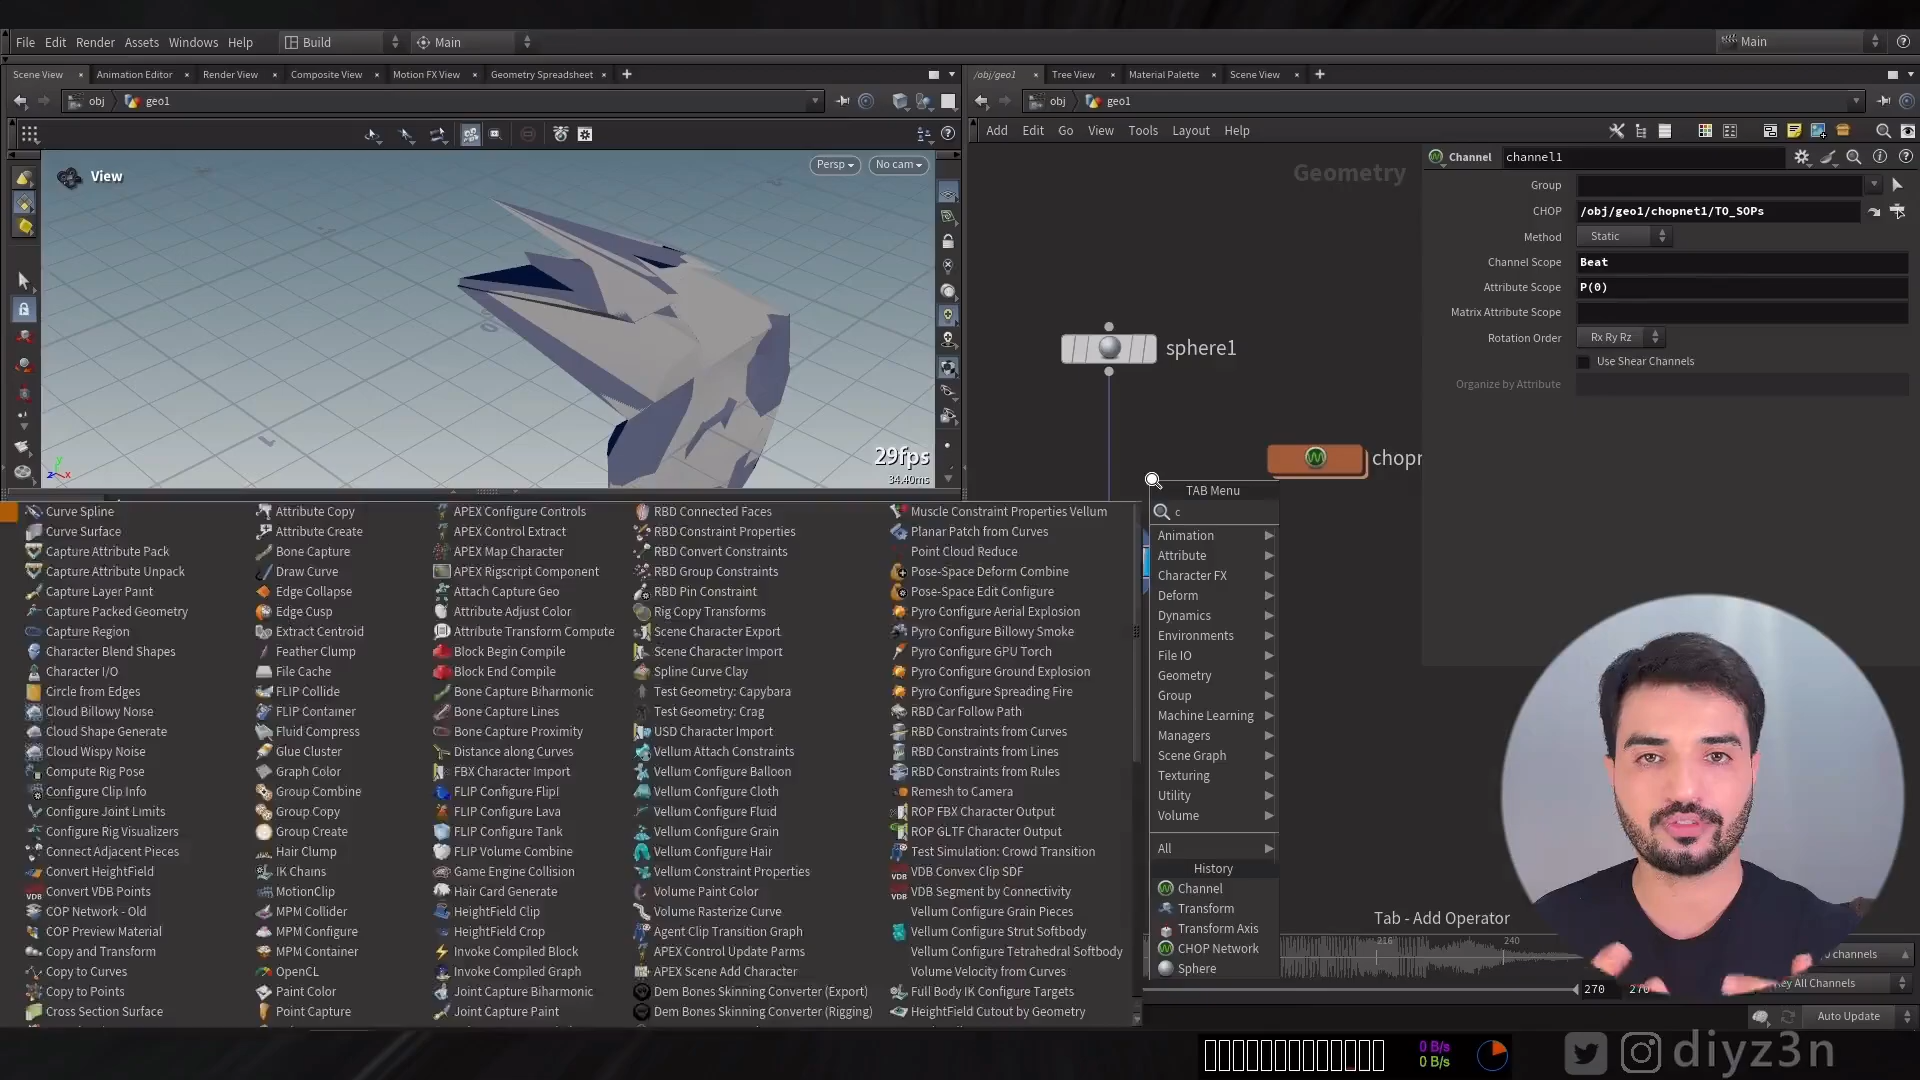 File Edit Render Assets Windows Help Build Main Main
Scene View Animation Editor Render View Composite View Motion FX View Geometry Spreadsheet
/obj/geo1 Tree View Material Palette Scene View
obj geo1
obj geo1
Add Edit Go View Tools Layout Help
View
Persp No cam
29fps
34.40ms
Geometry
sphere1
Channel channel1
Group
CHOP /obj/geo1/chopnet1/TO_SOPs
Method Static
Channel Scope Beat
Attribute Scope P(0)
Matrix Attribute Scope
Rotation Order Rx Ry Rz
Use Shear Channels
Organize by Attribute
Curve Spline
Curve Surface
Capture Attribute Pack
Capture Attribute Unpack
Capture Layer Paint
Capture Packed Geometry
Capture Region
Character Blend Shapes
Character I/O
Circle from Edges
Cloud Billowy Noise
Cloud Shape Generate
Cloud Wispy Noise
Compute Rig Pose
Configure Clip Info
Configure Joint Limits
Configure Rig Visualizers
Connect Adjacent Pieces
Convert HeightField
Convert VDB Points
COP Network - Old
COP Preview Material
Copy and Transform
Copy to Curves
Copy to Points
Cross Section Surface
Attribute Copy
Attribute Create
Bone Capture
Draw Curve
Edge Collapse
Edge Cusp
Extract Centroid
Feather Clump
File Cache
FLIP Collide
FLIP Container
Fluid Compress
Glue Cluster
Graph Color
Group Combine
Group Copy
Group Create
Hair Clump
IK Chains
MotionClip
MPM Collider
MPM Configure
MPM Container
OpenCL
Paint Color
Point Capture
APEX Configure Controls
APEX Control Extract
APEX Map Character
APEX Rigscript Component
Attach Capture Geo
Attribute Adjust Color
Attribute Transform Compute
Block Begin Compile
Block End Compile
Bone Capture Biharmonic
Bone Capture Lines
Bone Capture Proximity
Distance along Curves
FBX Character Import
FLIP Configure Flip!
FLIP Configure Lava
FLIP Configure Tank
FLIP Volume Combine
Game Engine Collision
Hair Card Generate
HeightField Clip
HeightField Crop
Invoke Compiled Block
Invoke Compiled Graph
Joint Capture Biharmonic
Joint Capture Paint
RBD Connected Faces
RBD Constraint Properties
RBD Convert Constraints
RBD Group Constraints
RBD Pin Constraint
Rig Copy Transforms
Scene Character Export
Scene Character Import
Spline Curve Clay
Test Geometry: Capybara
Test Geometry: Crag
USD Character Import
Vellum Attach Constraints
Vellum Configure Balloon
Vellum Configure Cloth
Vellum Configure Fluid
Vellum Configure Grain
Vellum Configure Hair
Vellum Constraint Properties
Volume Paint Color
Volume Rasterize Curve
Agent Clip Transition Graph
APEX Control Update Parms
APEX Scene Add Character
Dem Bones Skinning Converter (Export)
Dem Bones Skinning Converter (Rigging)
Muscle Constraint Properties Vellum
Planar Patch from Curves
Point Cloud Reduce
Pose-Space Deform Combine
Pose-Space Edit Configure
Pyro Configure Aerial Explosion
Pyro Configure Billowy Smoke
Pyro Configure GPU Torch
Pyro Configure Ground Explosion
Pyro Configure Spreading Fire
RBD Car Follow Path
RBD Constraints from Curves
RBD Constraints from Lines
RBD Constraints from Rules
Remesh to Camera
ROP FBX Character Output
ROP GLTF Character Output
Test Simulation: Crowd Transition
VDB Convex Clip SDF
VDB Segment by Connectivity
Vellum Configure Grain Pieces
Vellum Configure Strut Softbody
Vellum Configure Tetrahedral Softbody
Volume Velocity from Curves
Full Body IK Configure Targets
HeightField Cutout by Geometry
TAB Menu
c
Animation
Attribute
Character FX
Deform
Dynamics
Environments
File IO
Geometry
Group
Machine Learning
Managers
Scene Graph
Texturing
Utility
Volume
All
History
Channel
Transform
Transform Axis
CHOP Network
Sphere
Tab - Add Operator
216 240
channels
270
Key All Channels
Auto Update
0 B/s
0 B/s
diyz3n